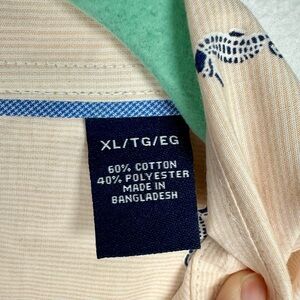 XL/TG/EG
60% COTTON
40% POLYESTER
MADE IN
BANGLADESH